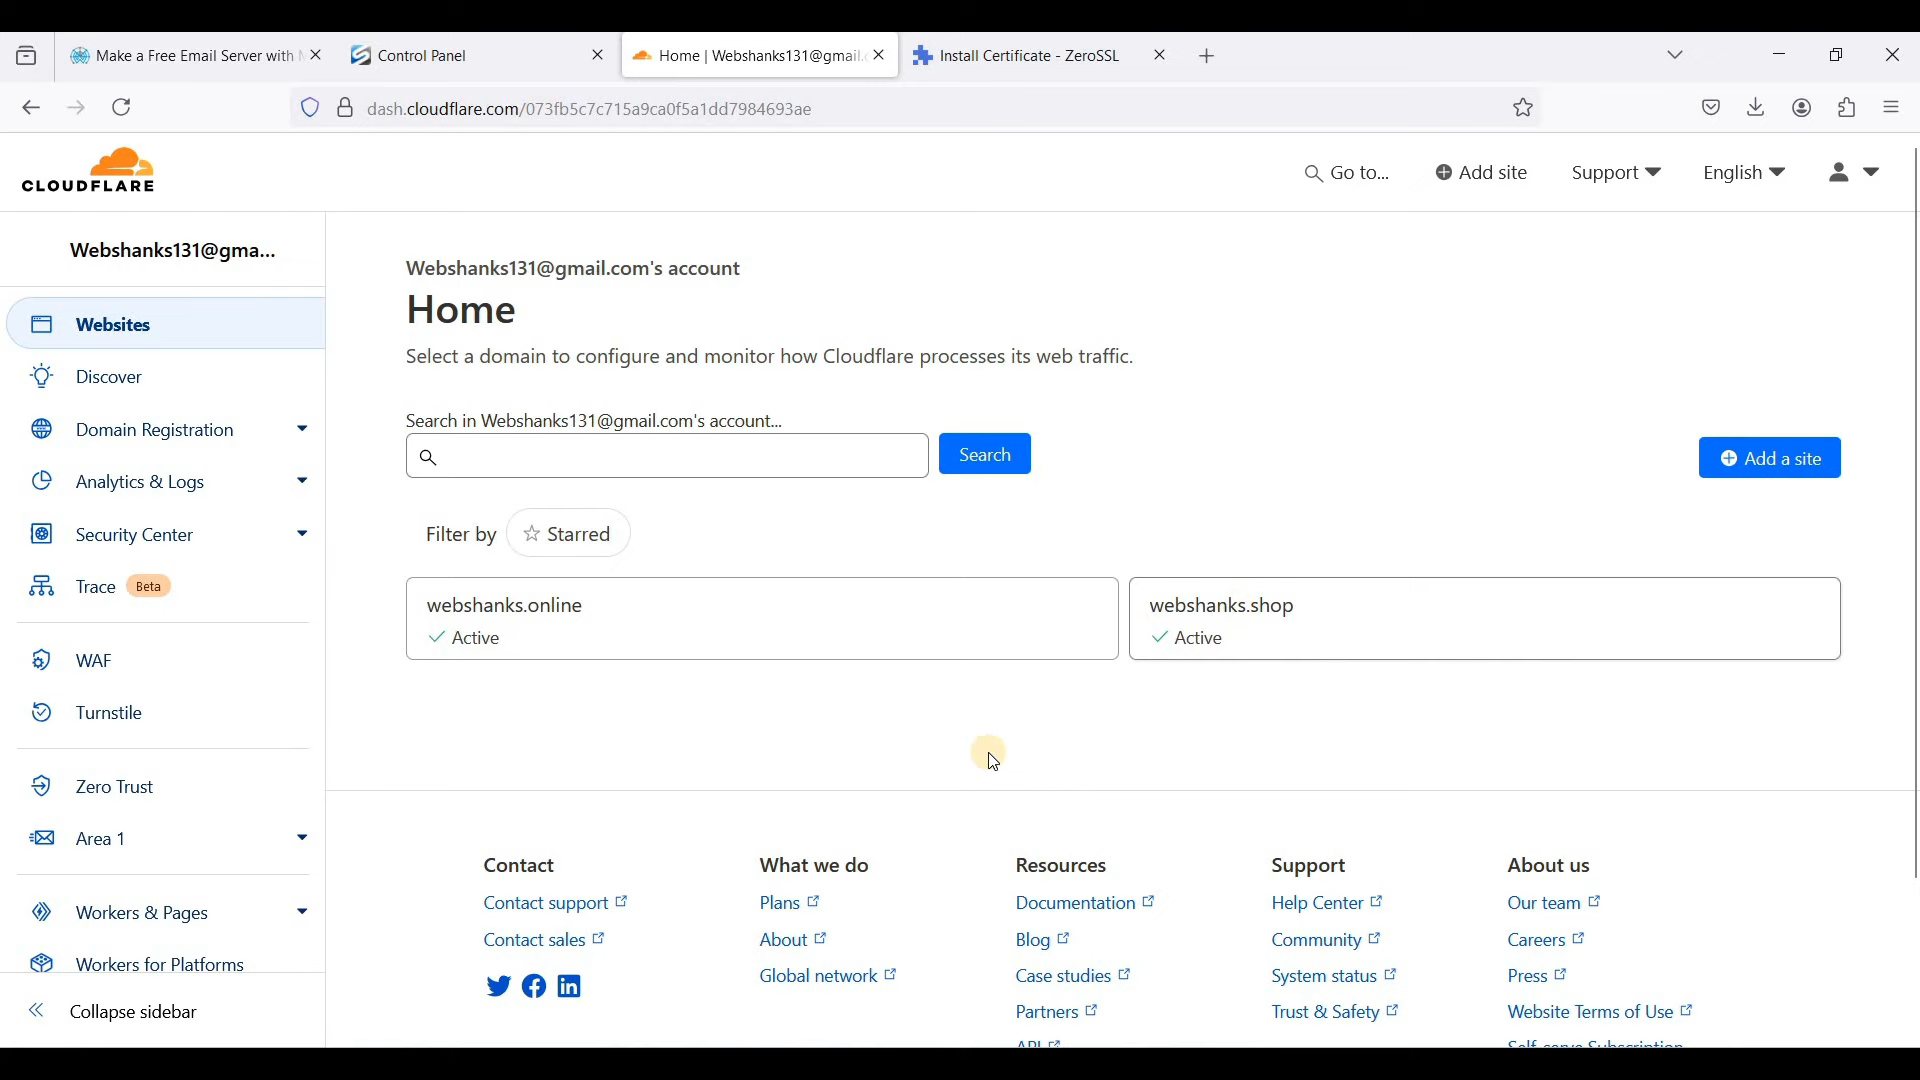 Make a Free Email Server with
Control Panel
Home | Webshanks131@gmail.c
Install Certificate - ZeroSSL
dash.cloudflare.com/073fb5c7c715a9ca0f5a1dd7984693ae
CLOUDFLARE
Go to...
Add site
Support
English
Webshanks131@gma...
Websites
Discover
Domain Registration
Analytics & Logs
Security Center
Trace Beta
WAF
Turnstile
Zero Trust
Area 1
Workers & Pages
Workers for Platforms
Collapse sidebar
Webshanks131@gmail.com's account
Home
Select a domain to configure and monitor how Cloudflare processes its web traffic.
Search in Webshanks131@gmail.com's account...
Search
Add a site
Filter by Starred
webshanks.online
Active
webshanks.shop
Active
Contact
Contact support
Contact sales
What we do
Plans
About
Global network
Resources
Documentation
Blog
Case studies
Partners
API
Support
Help Center
Community
System status
Trust & Safety
About us
Our team
Careers
Press
Website Terms of Use
Self-serve Subscription